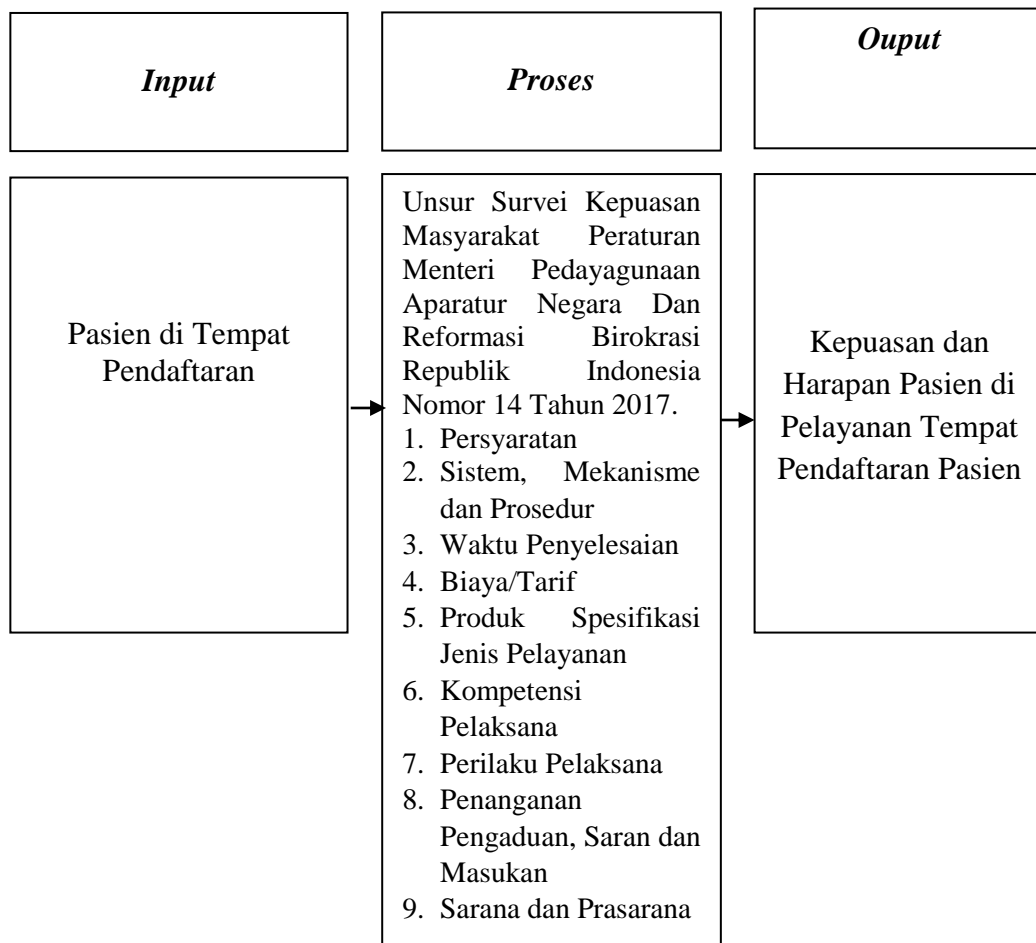 Input
Proses
Ouput
Pasien di Tempat
Pendaftaran
Unsur Survei Kepuasan
Masyarakat Peraturan
Menteri Pedayagunaan
Aparatur Negara Dan
Reformasi Birokrasi
Republik Indonesia
Nomor 14 Tahun 2017.
1. Persyaratan
2. Sistem, Mekanisme
dan Prosedur
3. Waktu Penyelesaian
4. Biaya/Tarif
5. Produk Spesifikasi
Jenis Pelayanan
6. Kompetensi
Pelaksana
7. Perilaku Pelaksana
8. Penanganan
Pengaduan, Saran dan
Masukan
9. Sarana dan Prasarana
Kepuasan dan
Harapan Pasien di
Pelayanan Tempat
Pendaftaran Pasien